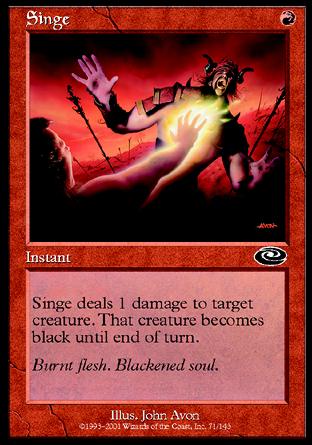 Singe
AVON
Instant
Singe deals 1 damage to target
creature. That creature becomes
black until end of turn.
Burnt flesh. Blackened soul.
Illus. John Avon
©1993-2001 Wizards of the Coast, Inc. 71/143